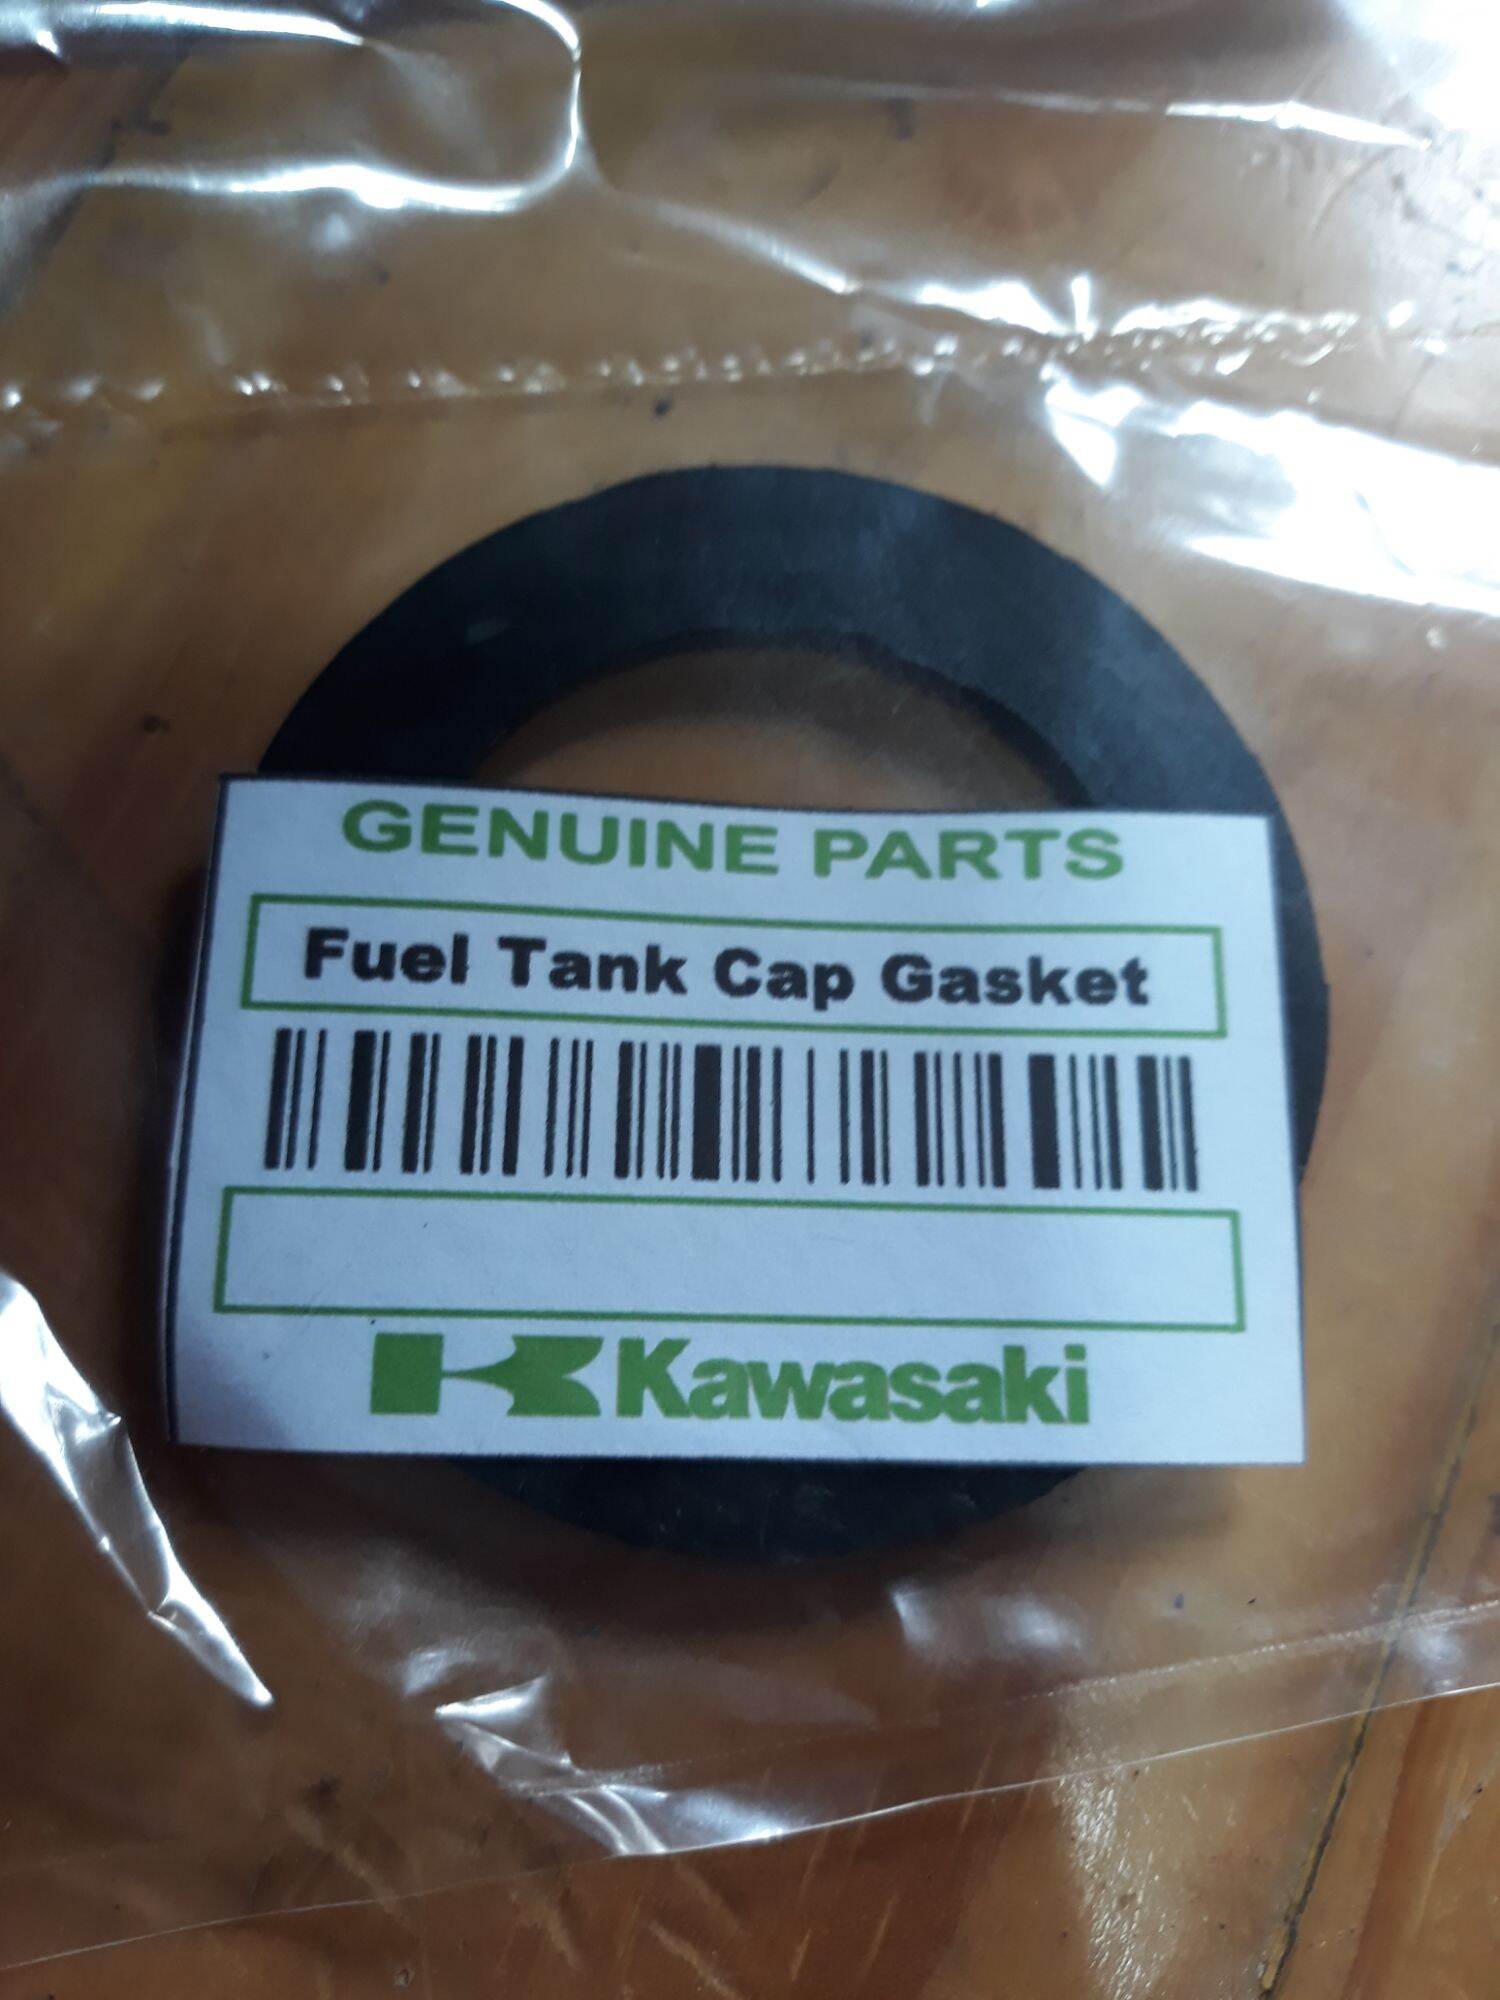 GENUINE PARTS
Fuel Tank Cap Gasket
Kawasaki